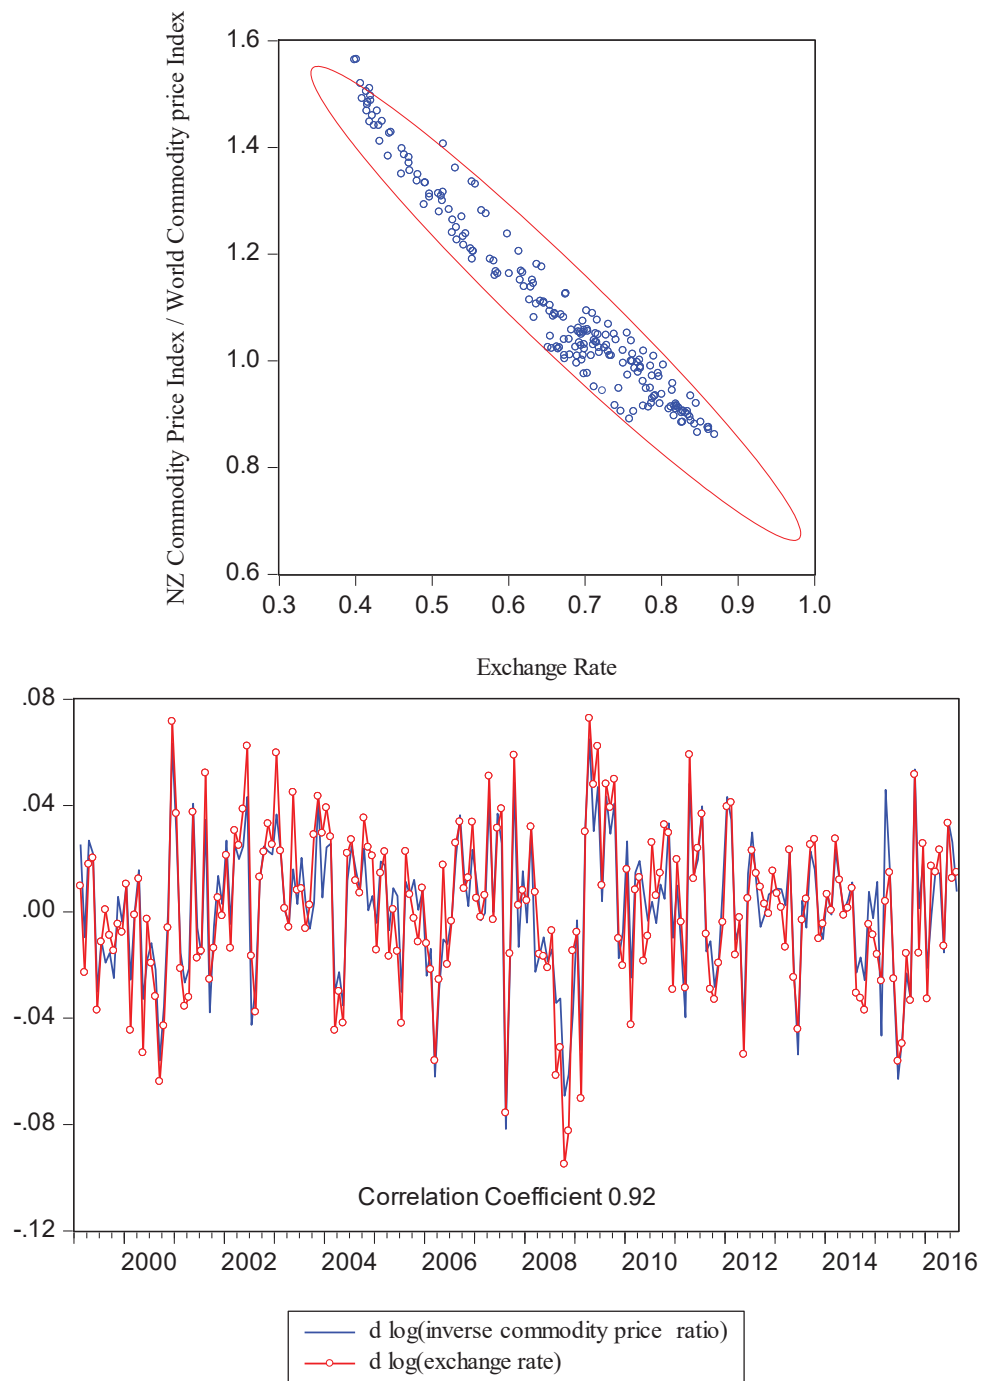 NZ Commodity Price Index / World Commodity price Index
1.6
1.4
1.2
1.0
0.8
0.6
0.3 0.4 0.5 0.6 0.7 0.8 0.9 1.0
Exchange Rate
.08
.04
.00
-.04
-.08
-.12
Correlation Coefficient 0.92
2000 2002 2004 2006 2008 2010 2012 2014 2016
d log(inverse commodity price ratio)
d log(exchange rate)